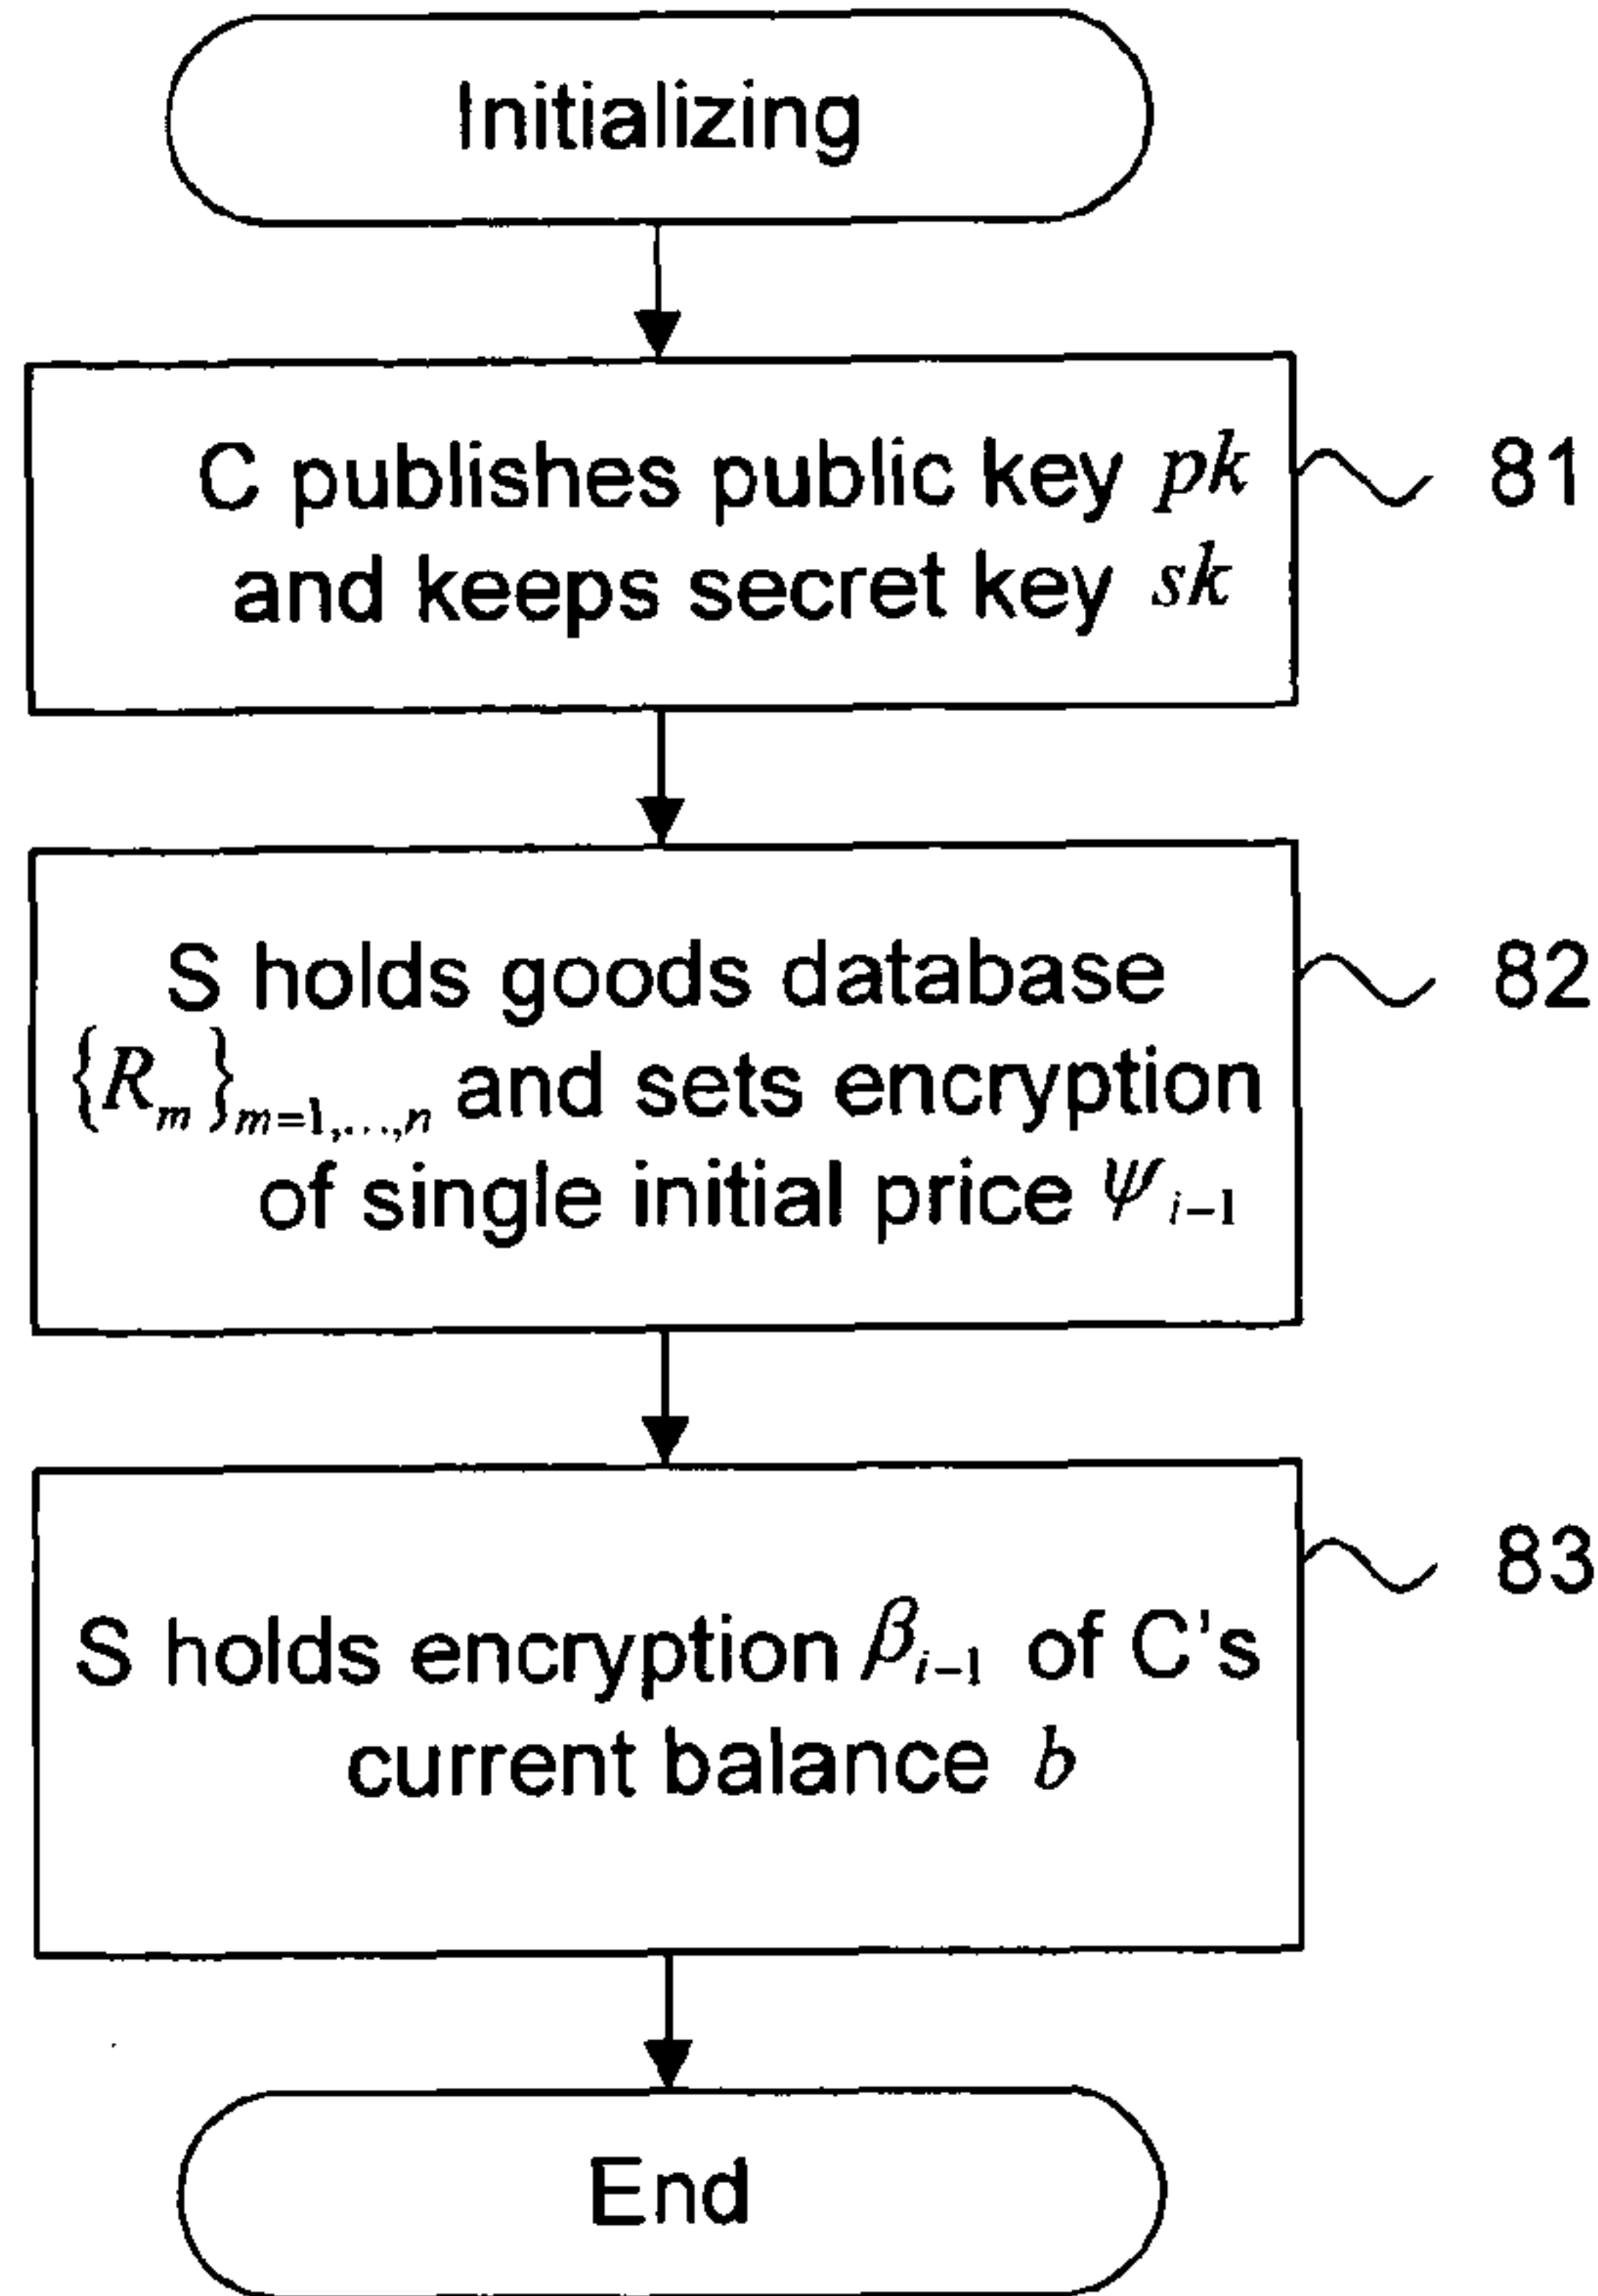 Initializing
C publishes public key pk
81
and keeps secret key sk
S holds goods database
82
{R_m}_{m=1,...,n} and sets encryption
of single initial price ψ_{i-1}
83
S holds encryption β_{i-1} of C's
current balance b
End